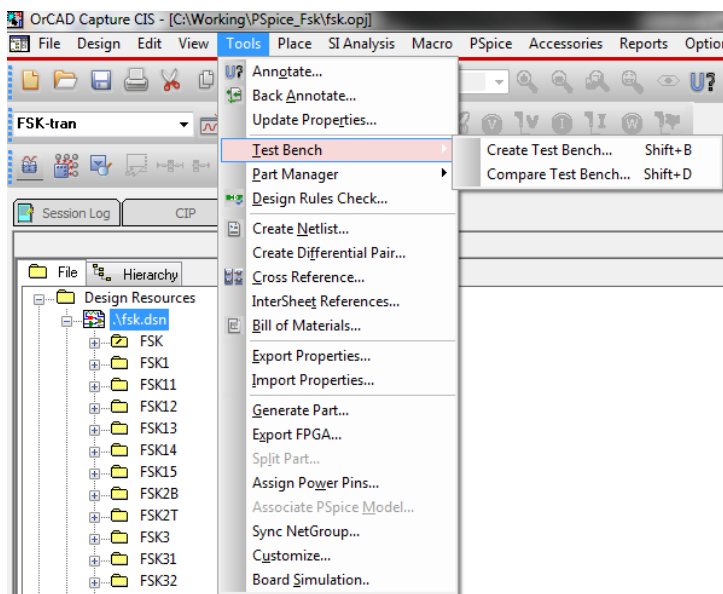 OrCAD Capture CIS - [C:\Working\PSpice_Fsk\fsk.opj]
File Design Edit View Tools Place SI Analysis Macro PSpice Accessories Reports Option
U?
FSK-tran
Session Log CIP
File Hierarchy
Design Resources
.\fsk.dsn
FSK
FSK1
FSK11
FSK12
FSK13
FSK14
FSK15
FSK2B
FSK2T
FSK3
FSK31
FSK32
U? Annotate...
Back Annotate...
Update Properties...
Test Bench
Part Manager
Design Rules Check...
Create Netlist...
Create Differential Pair...
Cross Reference...
InterSheet References...
Bill of Materials...
Export Properties...
Import Properties...
Generate Part...
Export FPGA...
Split Part...
Assign Power Pins...
Associate PSpice Model...
Sync NetGroup...
Customize...
Board Simulation..
Create Test Bench... Shift+B
Compare Test Bench... Shift+D
V V I I W